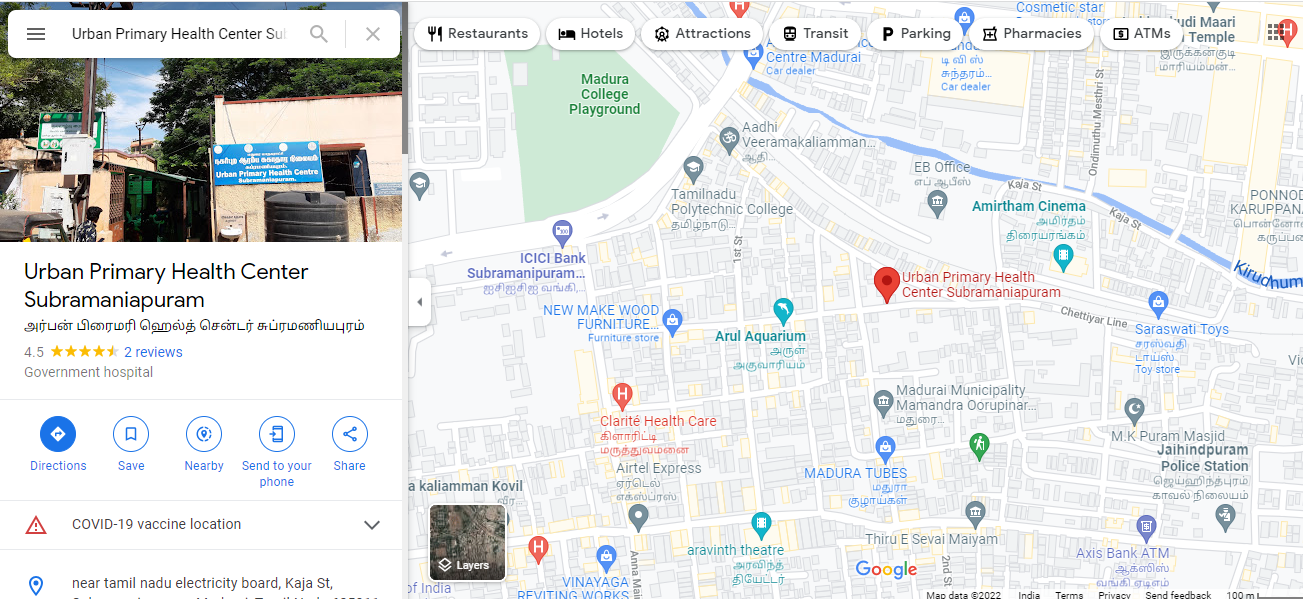 Urban Primary Health Center Sub
Restaurants
Hotels
Attractions
Transit
Parking
Pharmacies
ATMs
நகர்புற ஆரம்ப சுகாதார நிலையம்
சுப்பிரமணியபுரம்.
Urban Primary Health Centre
Subramaniapuram.
Urban Primary Health Center
Subramaniapuram
அர்பன் பிரைமரி ஹெல்த் சென்டர் சுப்ரமணியபுரம்
4.5
2 reviews
Government hospital
Directions
Save
Nearby
Send to your
phone
Share
COVID-19 vaccine location
near tamil nadu electricity board, Kaja St,
Cosmetic star
Maari
Temple
இருக்கன்குடி
மாரியம்மன்...
Centre Madurai
Car dealer
டி வி எஸ்
சுந்தரம்...
Car dealer
Madura
College
Playground
Aadhi
Veeramakaliamman...
ஆதி...
Ondimuthu Mesthri St
EB Office
எப் ஆபீஸ்
Kaja St
Kaja St
Tamilnadu
Polytechnic College
தமிழ்நாடு...
Amirtham Cinema
அமிர்தம்
திரையரங்கம்
PONNOD
KARUPPAN
பொன்னோ
கருப்பன
ICICI Bank
Subramanipuram...
ஐசிஐசிஐ வங்கி,...
1st St
Urban Primary Health
Center Subramaniapuram
Kirudhum
NEW MAKE WOOD
FURNITURE...
Furniture store
Arul Aquarium
அருள்
அகுவாரியம்
Chettiyar Line
Saraswati Toys
சரஸ்வதி
டாய்ஸ்
Toy store
Clarité Health Care
கிளாரிட்டி
மருத்துவமனை
Madurai Municipality
Mamandra Oorupinar...
மதுரை...
M.K Puram Masjid
Jaihindpuram
Police Station
ஜெய்ஹிந்த்புரம்
காவல் நிலையம்
Airtel Express
ஏர்டெல்
எக்ஸ்பிரஸ்
MADURA TUBES
மதுரா
குழாய்கள்
a kaliamman Kovil
வீர
Layers
aravinth theatre
அரவிந்த்
தியேட்டர்
Thiru E Sevai Maiyam
Axis Bank ATM
ஆக்ஸிஸ்
வங்கி ஏடிஎம்
Anna Main
2nd St
of India
VINAYAGA
REVITING WORKS
Google
Map data ©2022
India
Terms
Privacy
Send feedback
100 m